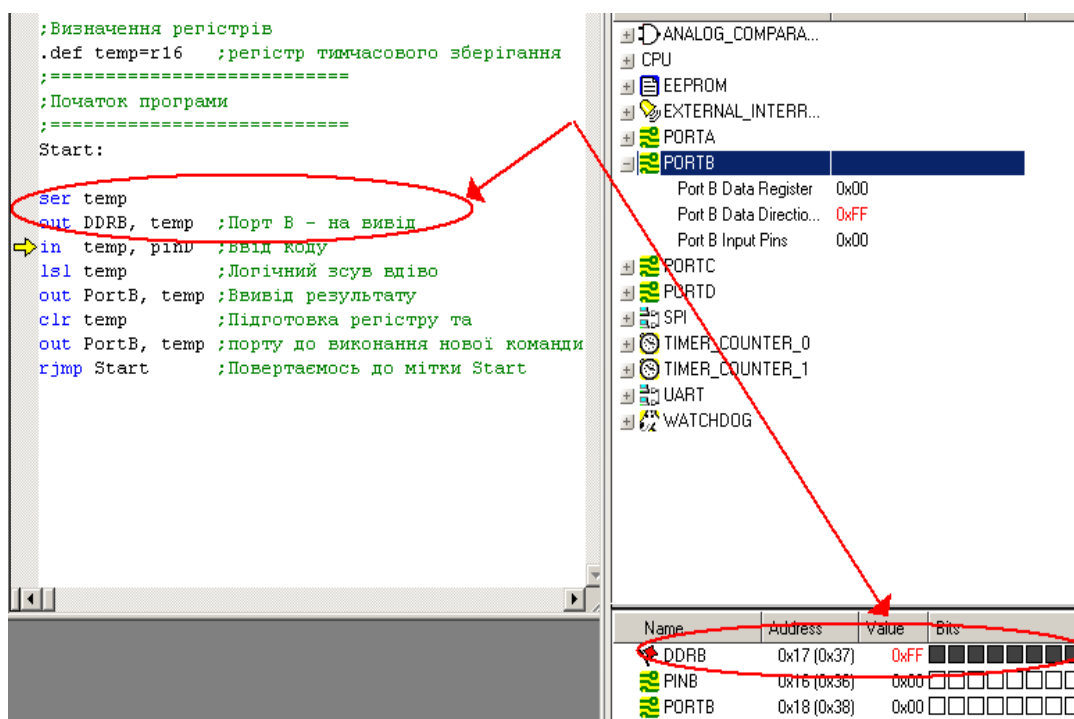 ;Визначення регістрів
.def temp=r16 ;регістр тимчасового зберігання
;===========================
;Початок програми
;===========================
Start:
ser temp
out DDRB, temp ;Порт В - на вивід
in temp, pinD ;Ввід коду
lsl temp ;Логічний зсув вліво
out PortB, temp ;Ввивід результату
clr temp ;Підготовка регістру та
out PortB, temp ;порту до виконання нової команди
rjmp Start ;Повертаємось до мітки Start
ANALOG_COMPARA...
CPU
EEPROM
EXTERNAL_INTERR...
PORTA
PORTB
Port B Data Register 0x00
Port B Data Directio... 0xFF
Port B Input Pins 0x00
PORTC
PORTD
SPI
TIMER_COUNTER_0
TIMER_COUNTER_1
UART
WATCHDOG
Name Address Value Bits
DDRB 0x17 (0x37) 0xFF
PINB 0x16 (0x36) 0x00
PORTB 0x18 (0x38) 0x00